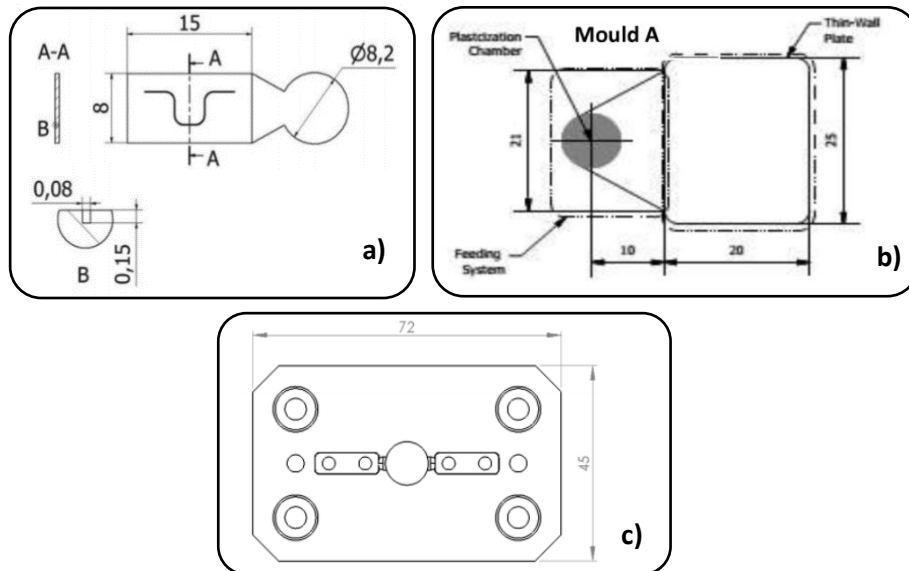 15
A-A
A
Ø8,2
8
B
A
0,08
0,15
B
a)
Plastcization
Chamber
Mould A
Thin-Wall
Plate
21
25
Feeding
System
10
20
b)
72
45
c)